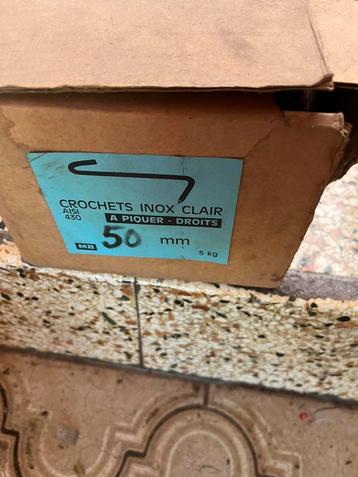 CROCHETS INOX CLAIR
AISI
430
A PIQUER - DROITS
50 mm
MB
5 kg